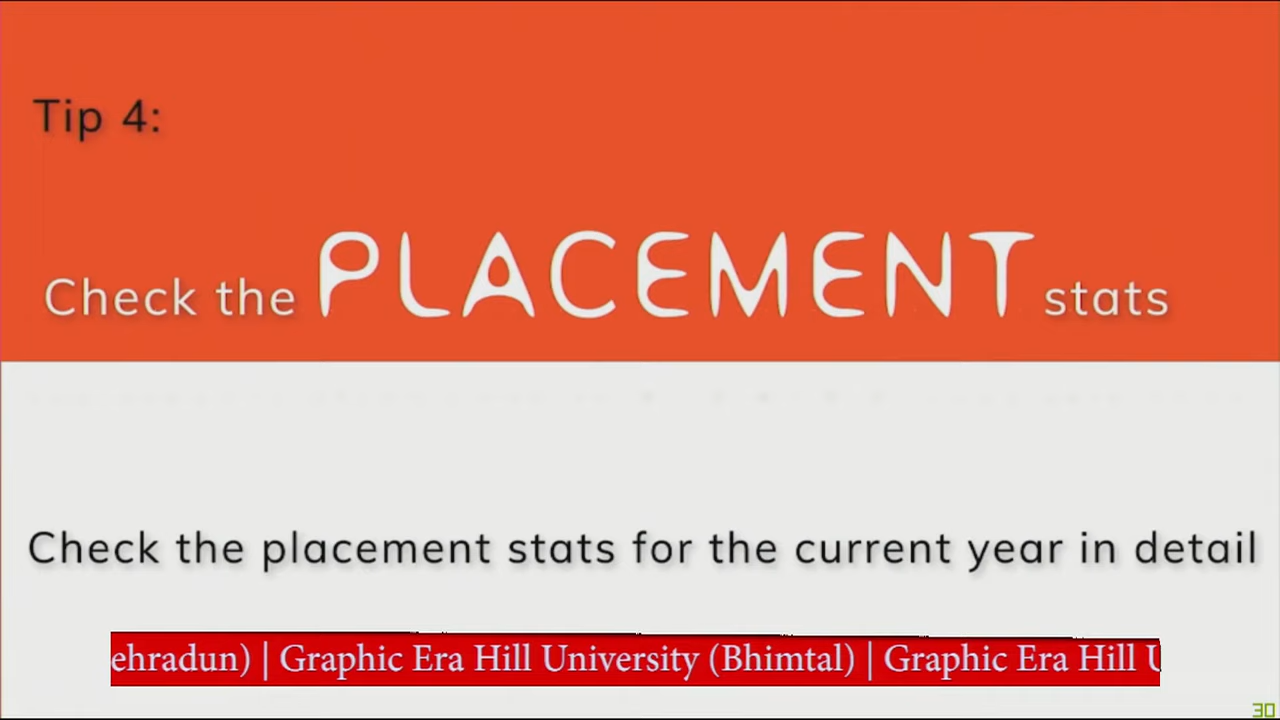 Tip 4:
Check the PLACEMENT stats
Check the placement stats for the current year in detail
ehradun) | Graphic Era Hill University (Bhimtal) | Graphic Era Hill U
30